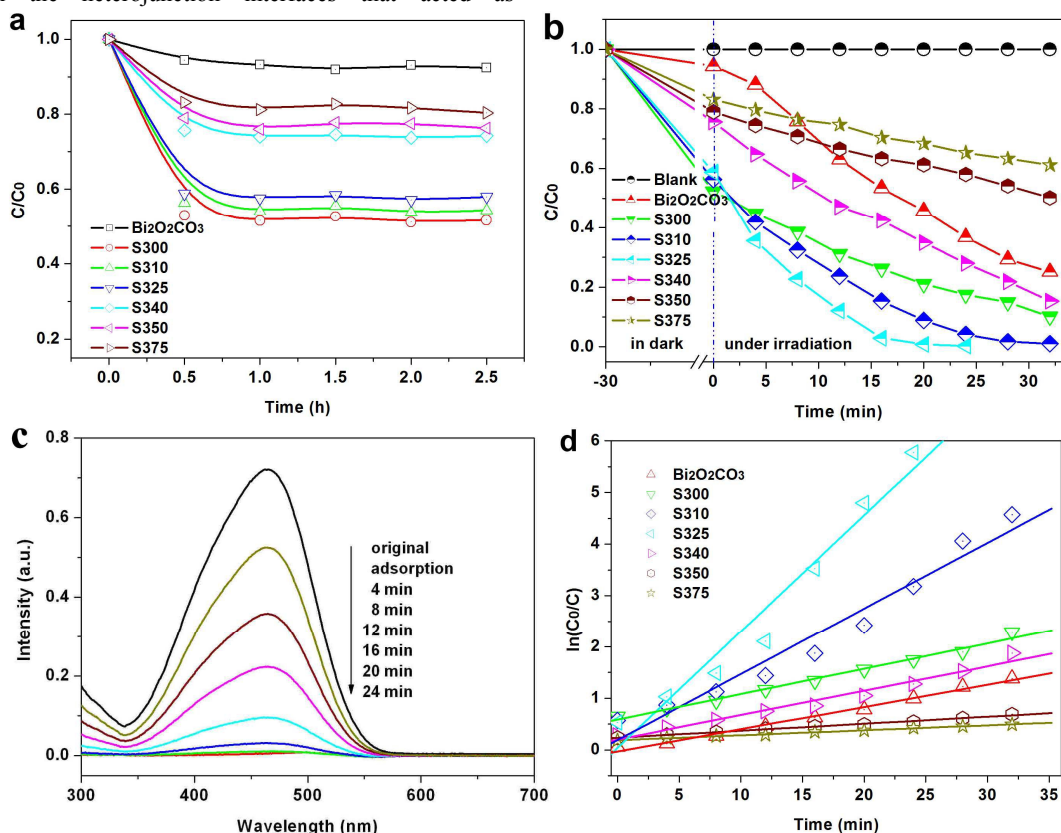 the heterojunction interfaces that acted as
a
1.0
0.8
0.6
0.4
0.2
C/C0
Bi2O2CO3
S300
S310
S325
S340
S350
S375
0.0 0.5 1.0 1.5 2.0 2.5
Time (h)
b
1.0
0.8
0.6
0.4
0.2
0.0
C/C0
Blank
Bi2O2CO3
S300
S310
S325
S340
S350
S375
in dark under irradiation
-30 0 5 10 15 20 25 30
Time (min)
c
0.8
0.6
0.4
0.2
0.0
Intensity (a.u.)
original
adsorption
4 min
8 min
12 min
16 min
20 min
24 min
300 400 500 600 700
Wavelength (nm)
d
6
5
4
3
2
1
0
ln(C0/C)
Bi2O2CO3
S300
S310
S325
S340
S350
S375
0 5 10 15 20 25 30 35
Time (min)